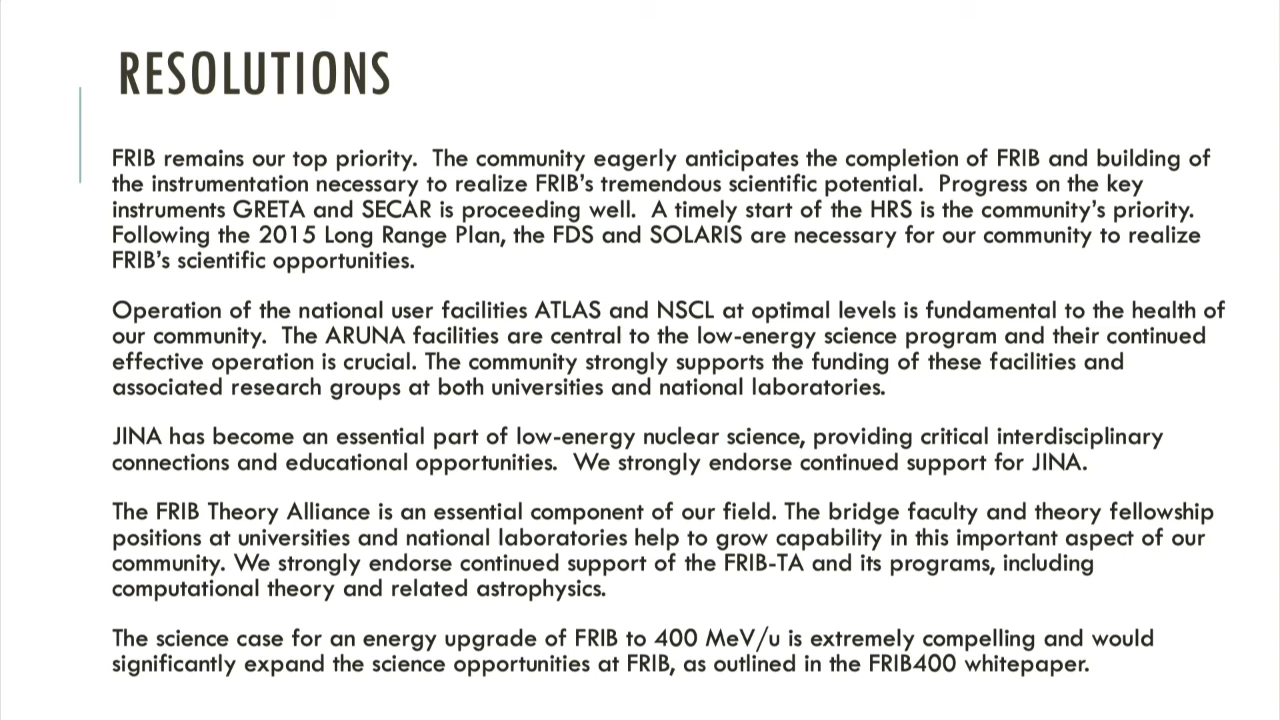 RESOLUTIONS
FRIB remains our top priority.  The community eagerly anticipates the completion of FRIB and building of
the instrumentation necessary to realize FRIB's tremendous scientific potential.  Progress on the key
instruments GRETA and SECAR is proceeding well.  A timely start of the HRS is the community's priority.
Following the 2015 Long Range Plan, the FDS and SOLARIS are necessary for our community to realize
FRIB's scientific opportunities.
Operation of the national user facilities ATLAS and NSCL at optimal levels is fundamental to the health of
our community.  The ARUNA facilities are central to the low-energy science program and their continued
effective operation is crucial. The community strongly supports the funding of these facilities and
associated research groups at both universities and national laboratories.
JINA has become an essential part of low-energy nuclear science, providing critical interdisciplinary
connections and educational opportunities.  We strongly endorse continued support for JINA.
The FRIB Theory Alliance is an essential component of our field. The bridge faculty and theory fellowship
positions at universities and national laboratories help to grow capability in this important aspect of our
community. We strongly endorse continued support of the FRIB-TA and its programs, including
computational theory and related astrophysics.
The science case for an energy upgrade of FRIB to 400 MeV/u is extremely compelling and would
significantly expand the science opportunities at FRIB, as outlined in the FRIB400 whitepaper.